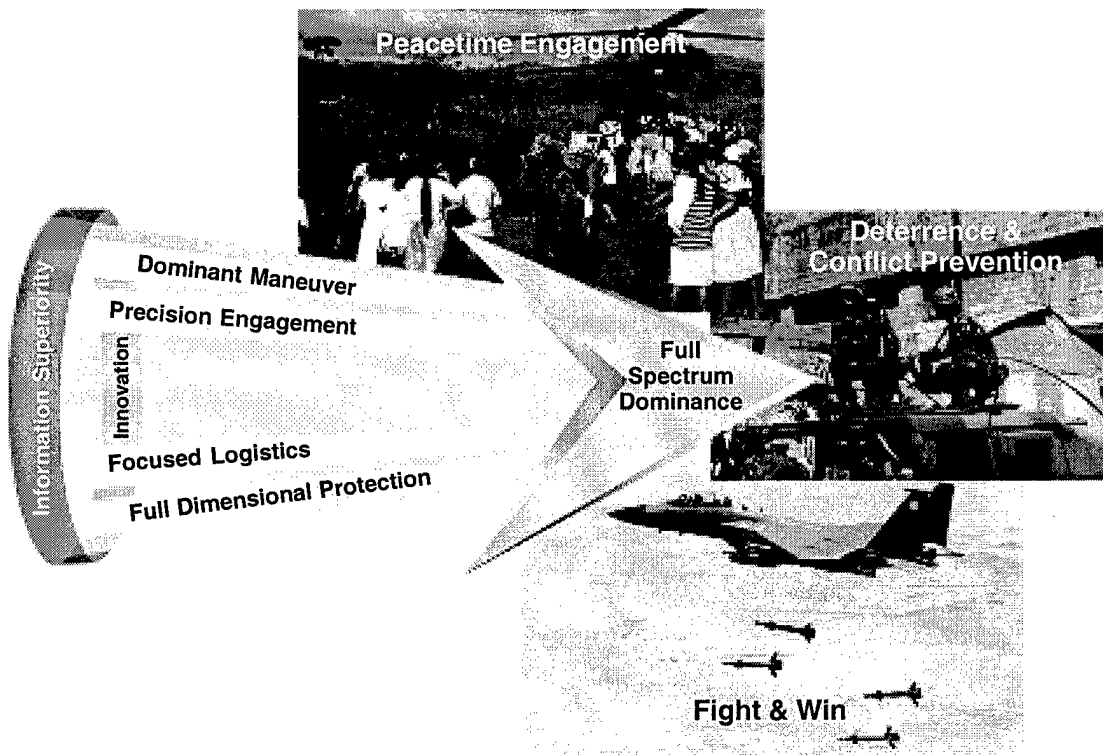 Peacetime Engagement
Deterrence &
Conflict Prevention
Information Superiority
Innovation
Dominant Maneuver
Precision Engagement
Focused Logistics
Full Dimensional Protection
Full
Spectrum
Dominance
Fight & Win